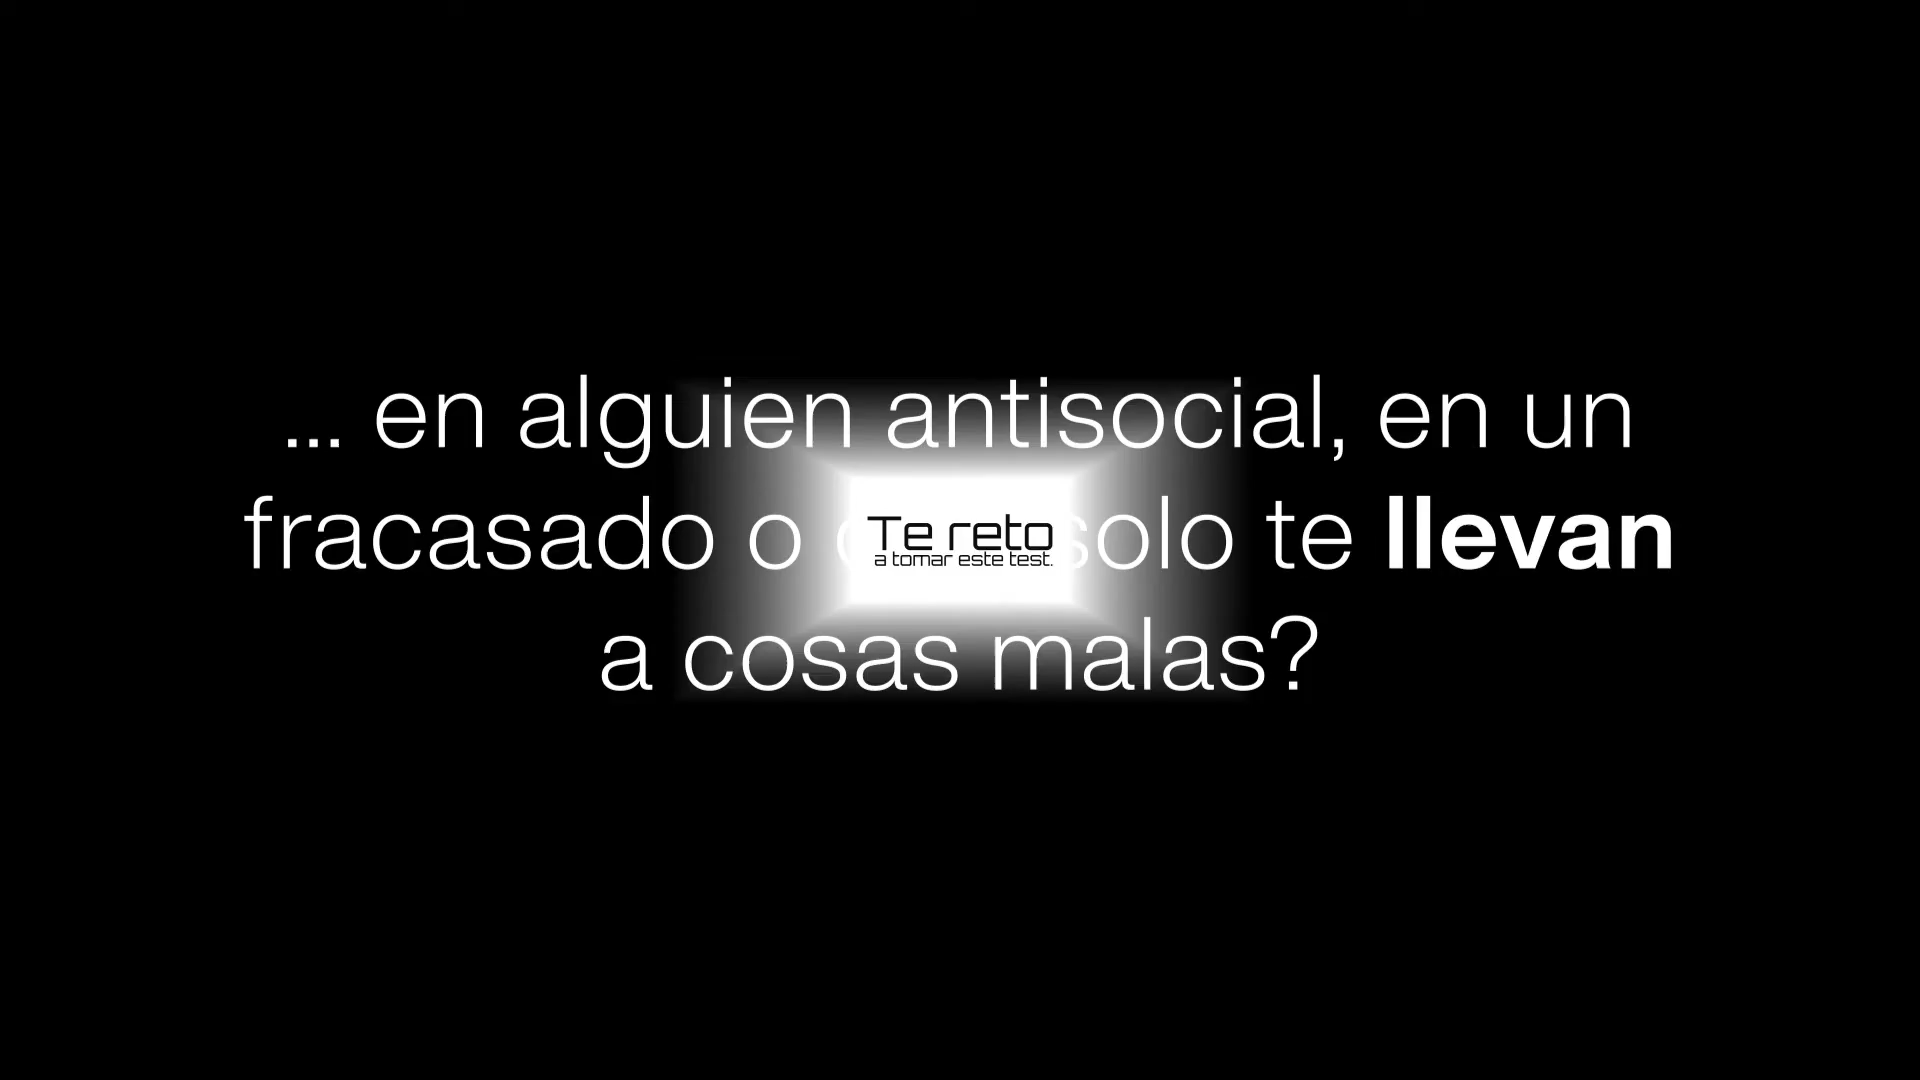 ... en alguien antisocial, en un
fracasado o solo te llevan
a cosas malas?
Te reto
a tomar este test.